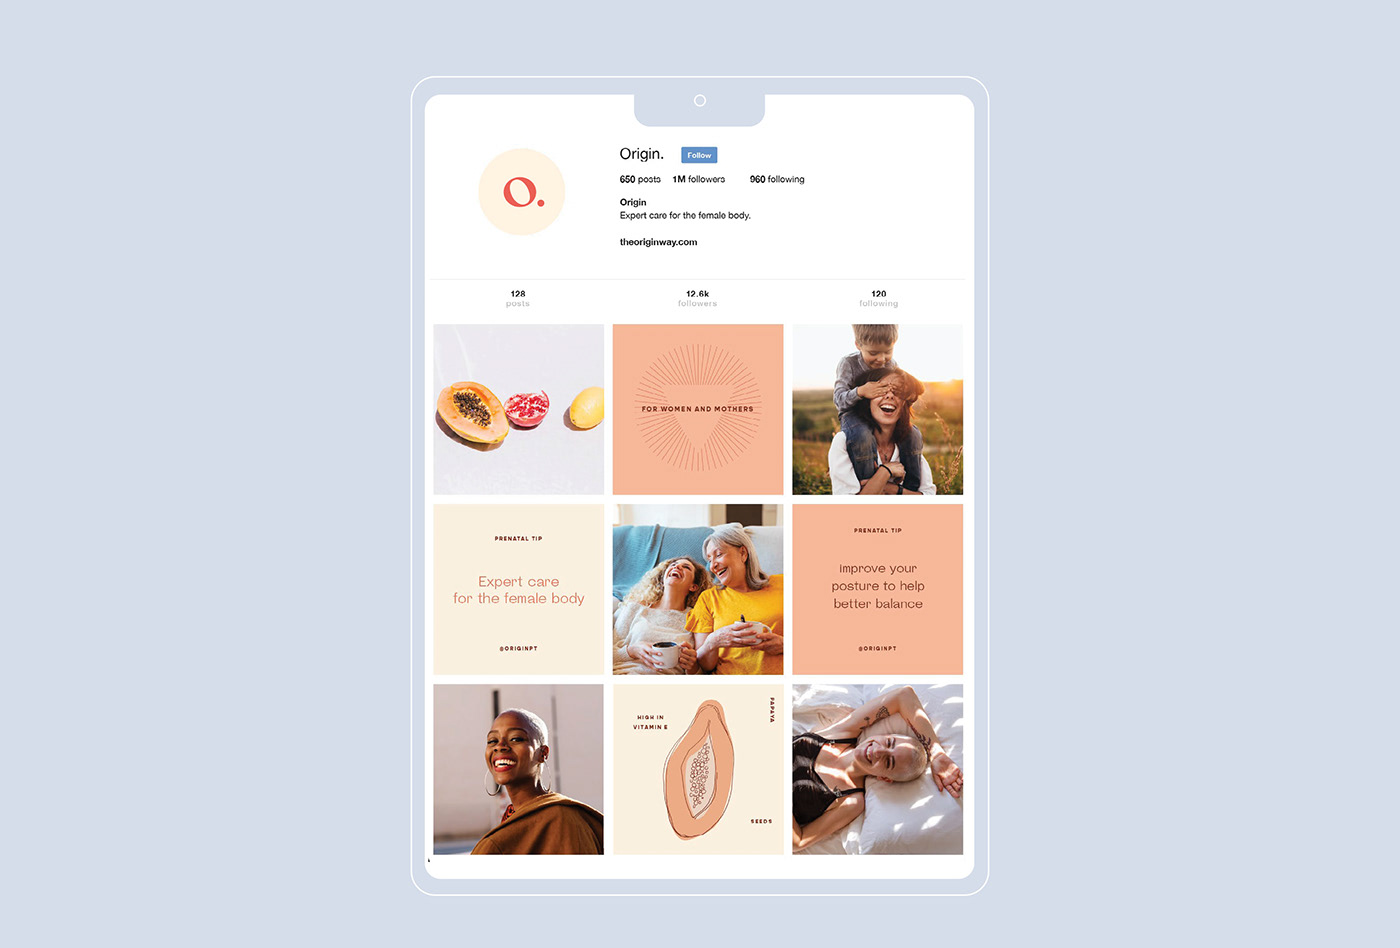 Origin.
Follow
650 posts 1M followers 960 following
Origin
Expert care for the female body.
theoriginway.com
O.
128
posts
12.6k
followers
120
following
FOR WOMEN AND MOTHERS
PRENATAL TIP
Expert care
for the female body
@ORIGINPT
PRENATAL TIP
Improve your
posture to help
better balance
@ORIGINPT
HIGH IN
VITAMIN E
PAPAYA
SEEDS